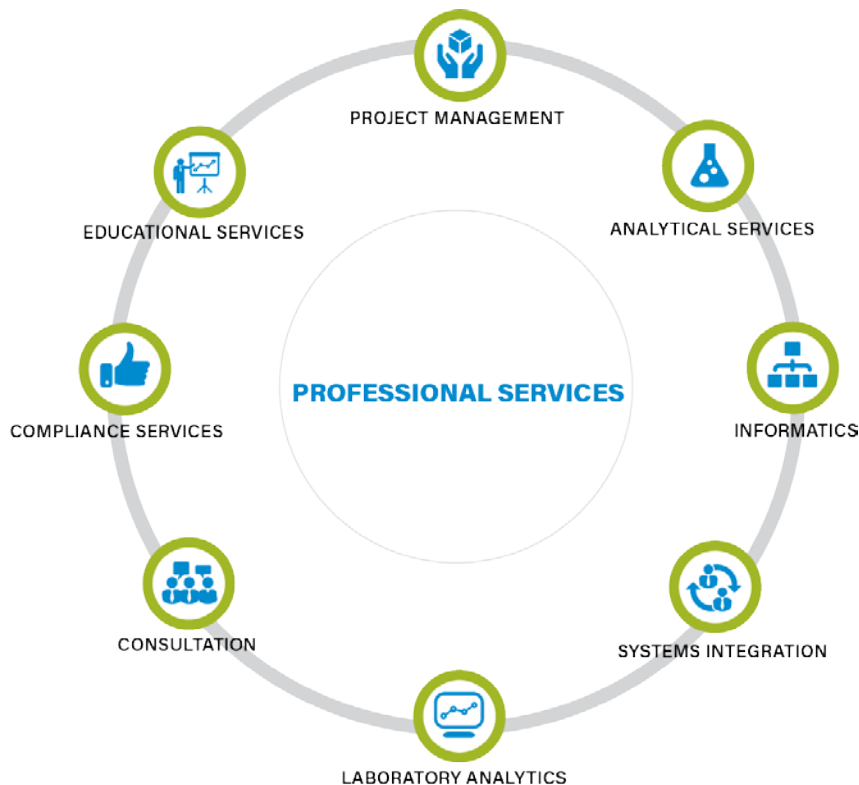 PROJECT MANAGEMENT
ANALYTICAL SERVICES
EDUCATIONAL SERVICES
PROFESSIONAL SERVICES
COMPLIANCE SERVICES
INFORMATICS
CONSULTATION
SYSTEMS INTEGRATION
LABORATORY ANALYTICS